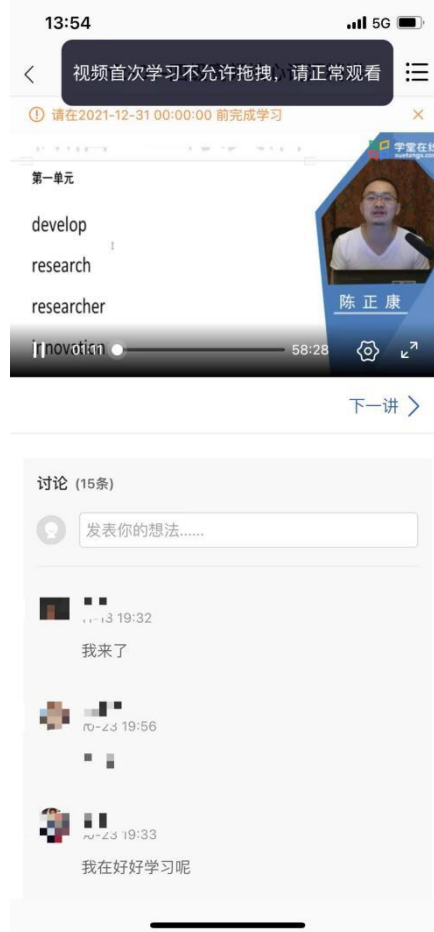 13:54
5G
视频首次学习不允许拖拽，请正常观看
请在2021-12-31 00:00:00 前完成学习
学堂在线
第一单元
develop
research
researcher
innovation
陈正康
01:11
58:28
下一讲
讨论 (15条)
发表你的想法......
19:32
我来了
19:56
19:33
我在好好学习呢